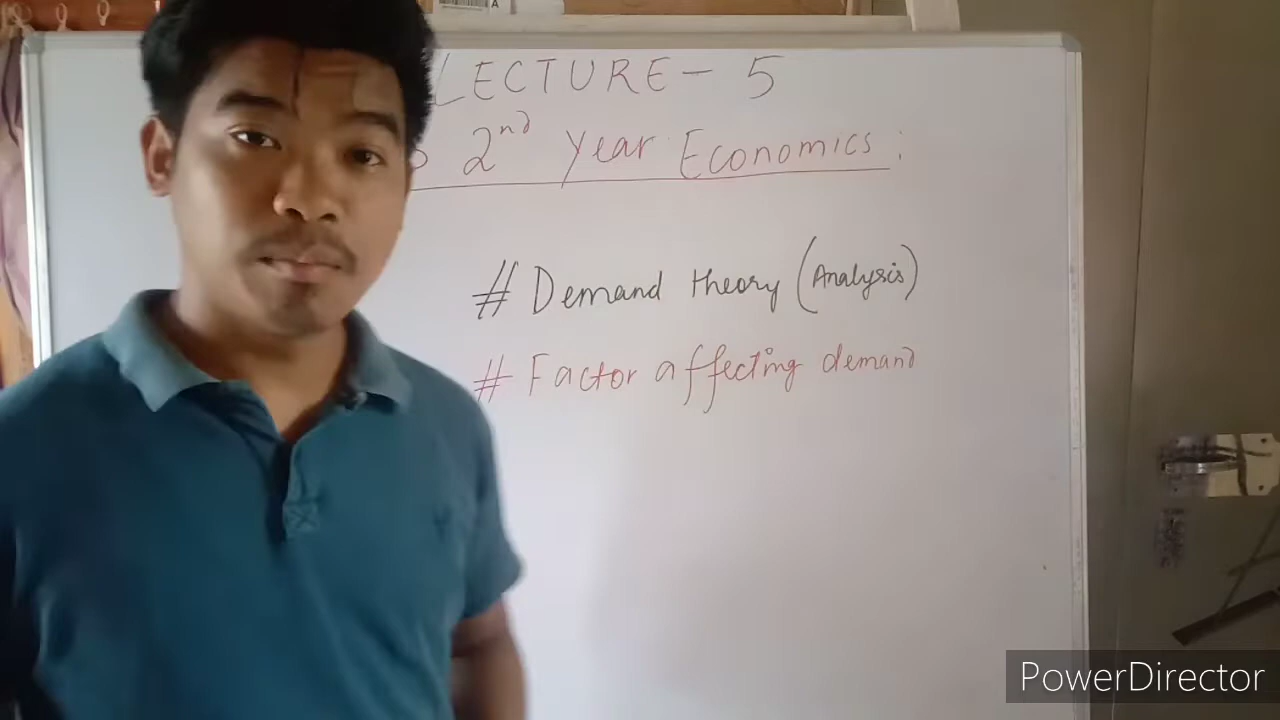 LECTURE - 5
2nd Year Economics :
# Demand theory (Analysis)
# Factor affecting demand
PowerDirector